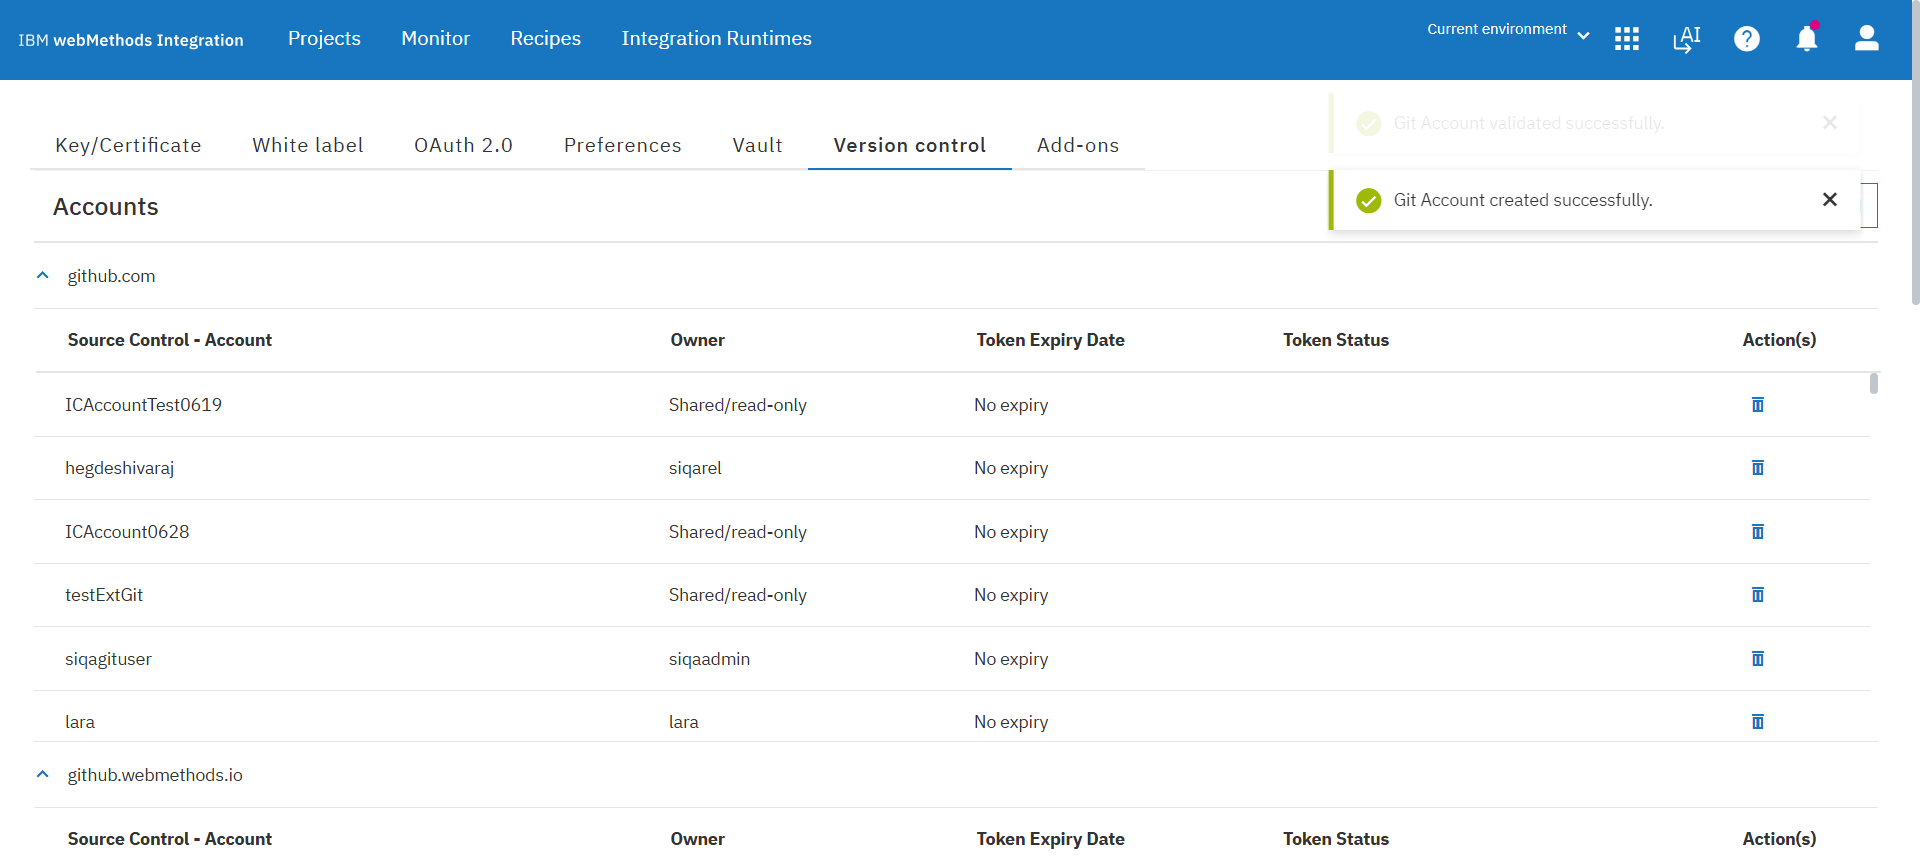 IBM webMethods Integration Projects Monitor Recipes Integration Runtimes Current environment AI ?
Git Account validated successfully.
Key/Certificate White label OAuth 2.0 Preferences Vault Version control Add-ons
Accounts Git Account created successfully.
github.com
Source Control - Account Owner Token Expiry Date Token Status Action(s)
ICAccountTest0619 Shared/read-only No expiry
hegdeshivaraj siqarel No expiry
ICAccount0628 Shared/read-only No expiry
testExtGit Shared/read-only No expiry
siqagituser siqaadmin No expiry
lara lara No expiry
github.webmethods.io
Source Control - Account Owner Token Expiry Date Token Status Action(s)